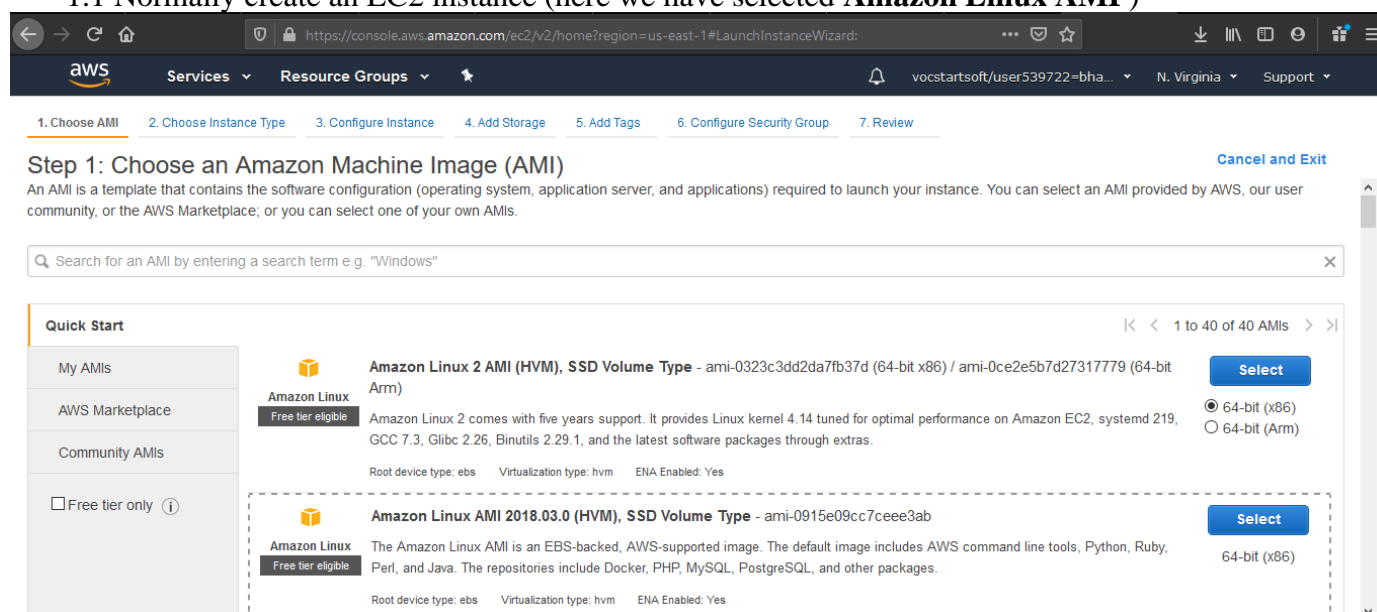 1.1 Normally create an EC2 instance (here we have selected Amazon Linux AMI)
https://console.aws.amazon.com/ec2/v2/home?region=us-east-1#LaunchInstanceWizard:
aws Services Resource Groups vocstartsoft/user539722=bha... N. Virginia Support
1. Choose AMI 2. Choose Instance Type 3. Configure Instance 4. Add Storage 5. Add Tags 6. Configure Security Group 7. Review
Step 1: Choose an Amazon Machine Image (AMI)
Cancel and Exit
An AMI is a template that contains the software configuration (operating system, application server, and applications) required to launch your instance. You can select an AMI provided by AWS, our user
community, or the AWS Marketplace; or you can select one of your own AMIs.
Search for an AMI by entering a search term e.g. "Windows"
Quick Start
1 to 40 of 40 AMIs
My AMIs
AWS Marketplace
Community AMIs
Free tier only
Amazon Linux
Free tier eligible
Amazon Linux 2 AMI (HVM), SSD Volume Type - ami-0323c3dd2da7fb37d (64-bit x86) / ami-0ce2e5b7d27317779 (64-bit
Arm)
Amazon Linux 2 comes with five years support. It provides Linux kernel 4.14 tuned for optimal performance on Amazon EC2, systemd 219,
GCC 7.3, Glibc 2.26, Binutils 2.29.1, and the latest software packages through extras.
Root device type: ebs Virtualization type: hvm ENA Enabled: Yes
Select
64-bit (x86)
64-bit (Arm)
Amazon Linux
Free tier eligible
Amazon Linux AMI 2018.03.0 (HVM), SSD Volume Type - ami-0915e09cc7ceee3ab
The Amazon Linux AMI is an EBS-backed, AWS-supported image. The default image includes AWS command line tools, Python, Ruby,
Perl, and Java. The repositories include Docker, PHP, MySQL, PostgreSQL, and other packages.
Root device type: ebs Virtualization type: hvm ENA Enabled: Yes
Select
64-bit (x86)